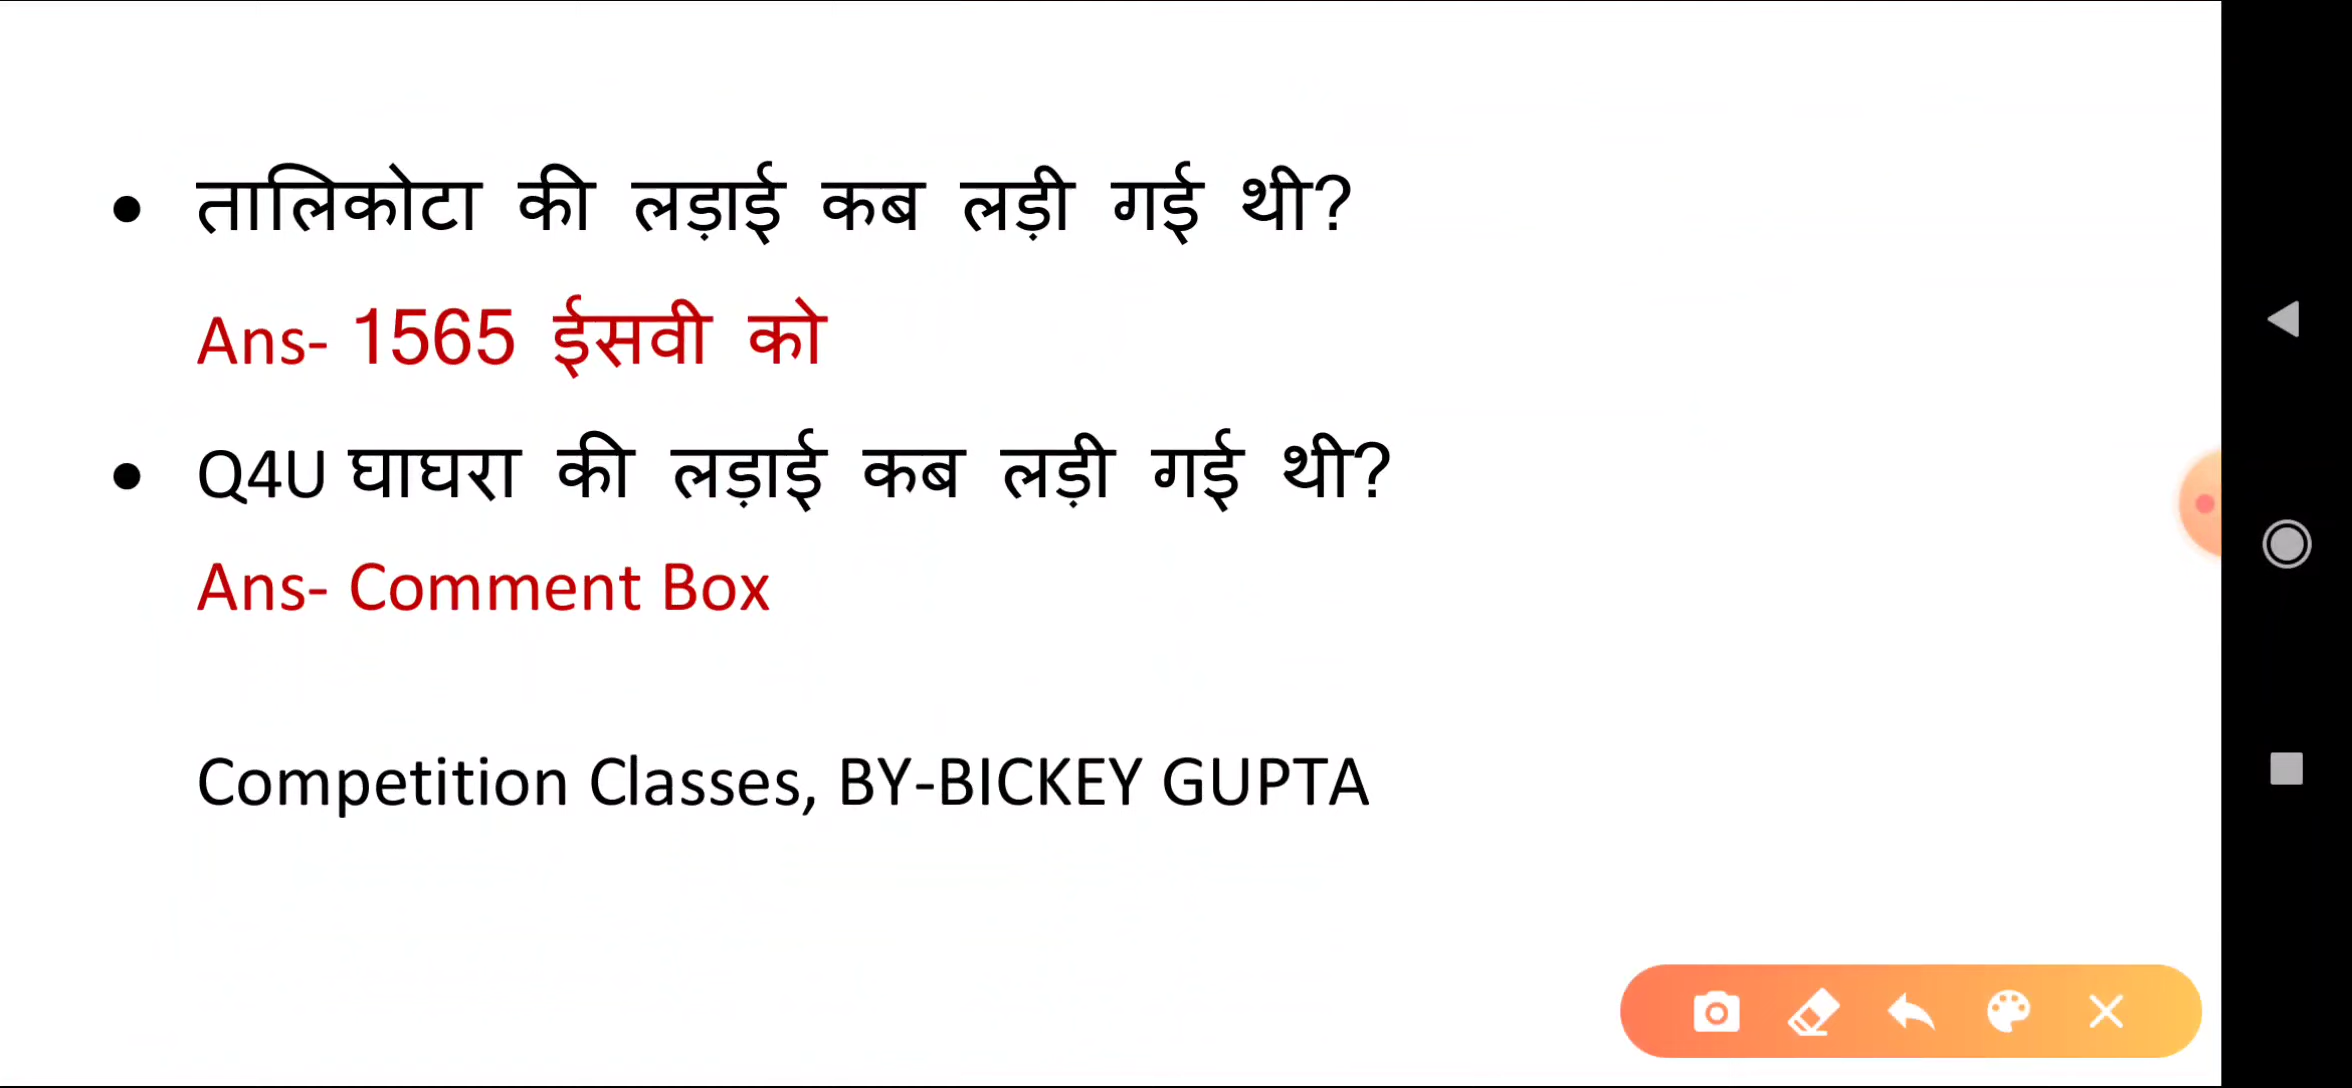 • तालिकोटा की लड़ाई कब लड़ी गई थी?
Ans- 1565 ईसवी को
• Q4U घाघरा की लड़ाई कब लड़ी गई थी?
Ans- Comment Box
Competition Classes, BY-BICKEY GUPTA